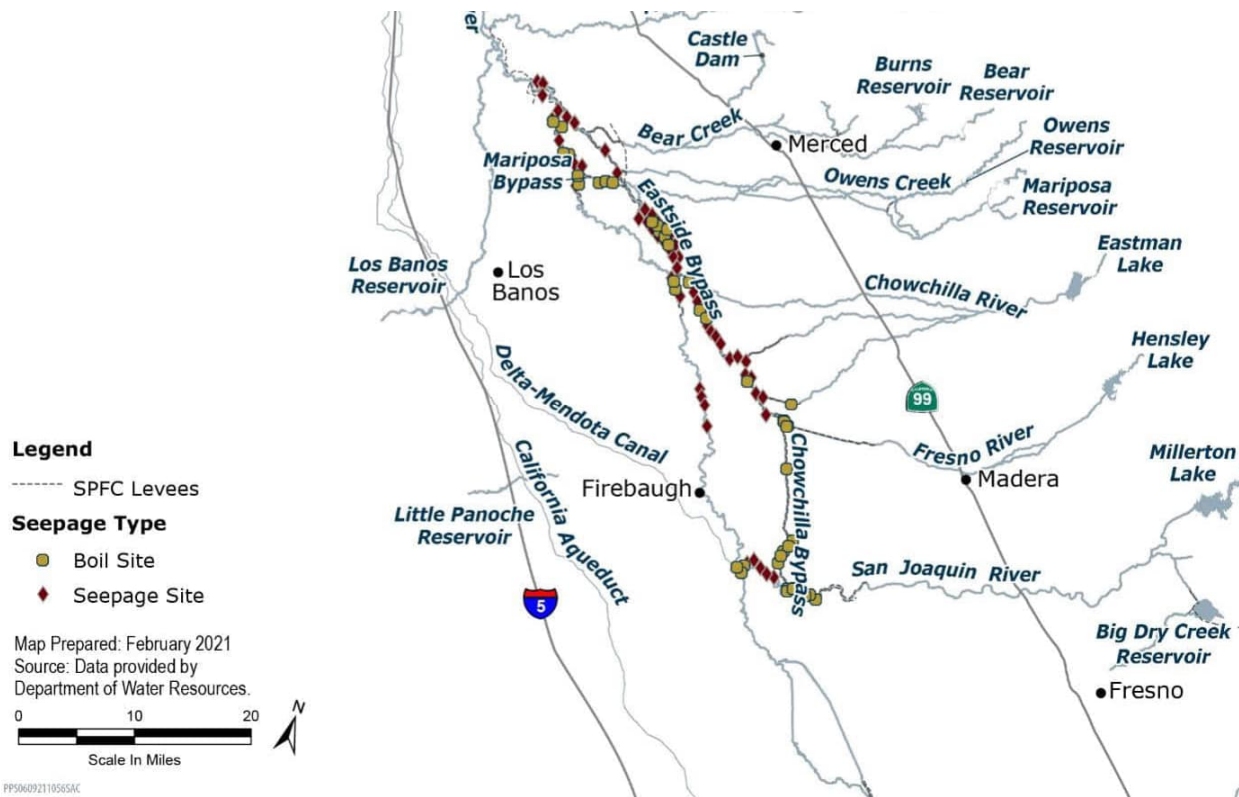 ver
Castle
Dam
Burns
Reservoir
Bear
Reservoir
Bear Creek
Merced
Owens
Reservoir
Mariposa
Bypass
Owens Creek
Mariposa
Reservoir
Eastside Bypass
Eastman
Lake
Los Banos
Reservoir
Los
Banos
Chowchilla River
Hensley
Lake
Delta-Mendota Canal
99
Legend
SPFC Levees
Seepage Type
Boil Site
Seepage Site
California Aqueduct
Firebaugh
Chowchilla Bypass
Fresno River
Madera
Millerton
Lake
Little Panoche
Reservoir
5
San Joaquin River
Big Dry Creek
Reservoir
Fresno
Map Prepared: February 2021
Source: Data provided by
Department of Water Resources.
0 10 20
Scale In Miles
N
PPS0609211056SAC